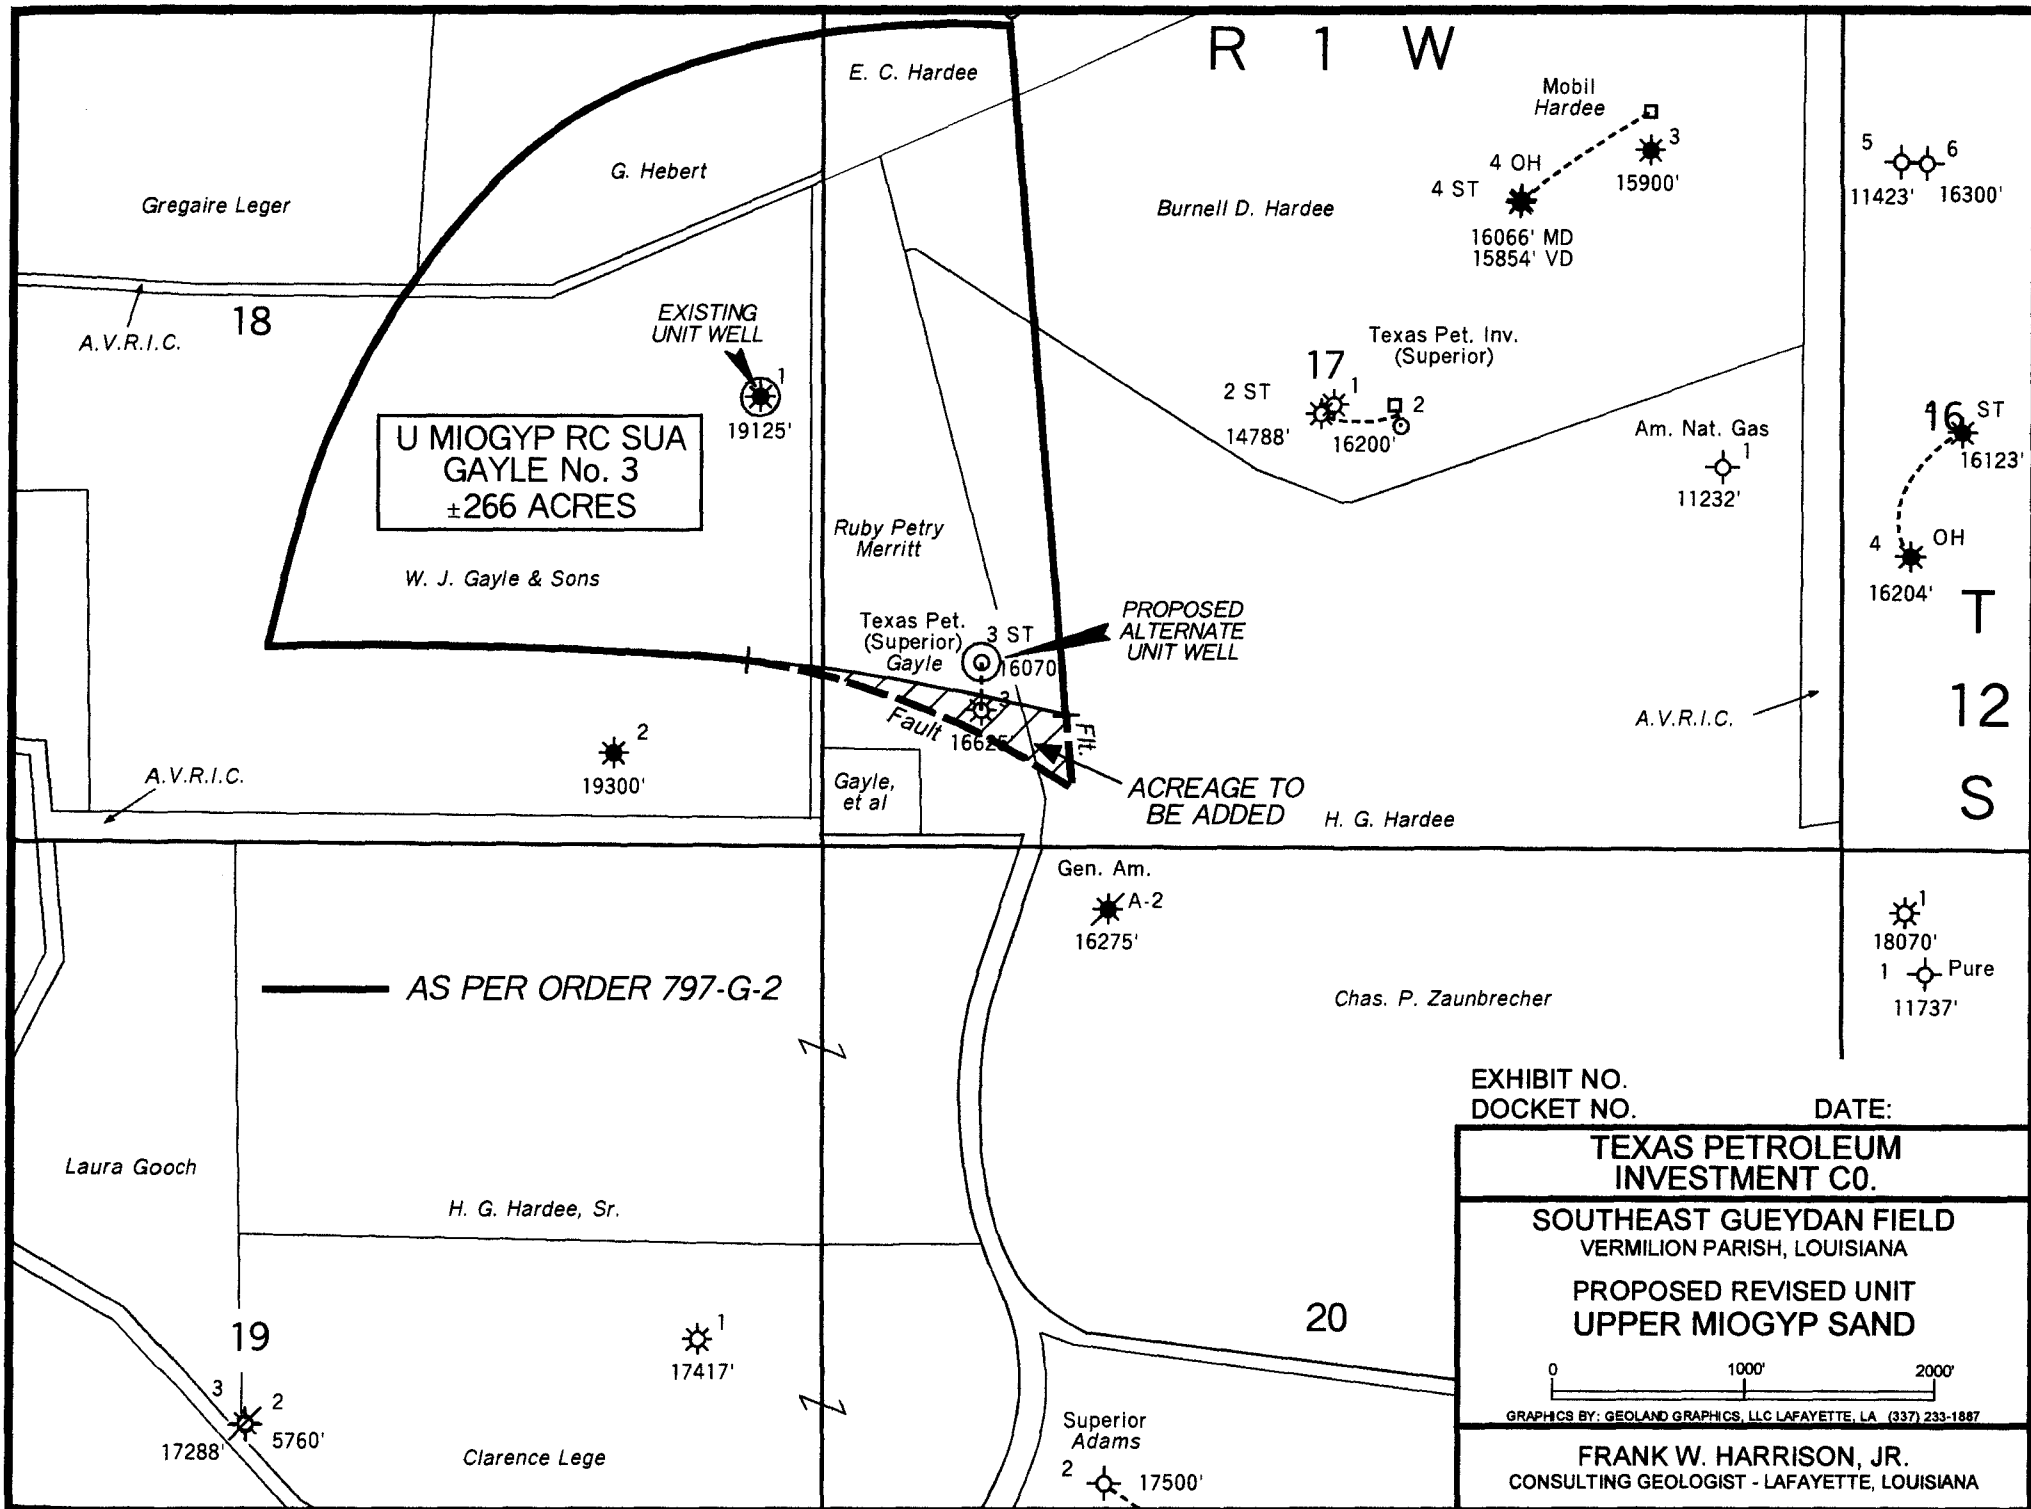 R 1 W
E. C. Hardee
Mobil
Hardee
3
15900'
4 OH
4 ST
16066' MD
15854' VD
5
6
11423'
16300'
G. Hebert
Gregaire Leger
Burnell D. Hardee
18
A.V.R.I.C.
EXISTING
UNIT WELL
1
19125'
U MIOGYP RC SUA
GAYLE No. 3
±266 ACRES
Texas Pet. Inv.
(Superior)
17
2 ST
1
2
14788'
16200'
Am. Nat. Gas
1
11232'
16
ST
16123'
4
OH
16204'
T
12
S
Ruby Petry
Merritt
W. J. Gayle & Sons
Texas Pet.
(Superior)
Gayle
3 ST
16070
PROPOSED
ALTERNATE
UNIT WELL
3
16625'
Fault
Flt.
A.V.R.I.C.
2
19300'
A.V.R.I.C.
Gayle,
et al
ACREAGE TO
BE ADDED
H. G. Hardee
Gen. Am.
A-2
16275'
1
18070'
1
Pure
11737'
AS PER ORDER 797-G-2
Chas. P. Zaunbrecher
Laura Gooch
H. G. Hardee, Sr.
19
1
17417'
20
3
2
17288'
5760'
Clarence Lege
Superior
Adams
2
17500'
EXHIBIT NO.
DOCKET NO. DATE:
TEXAS PETROLEUM
INVESTMENT CO.
SOUTHEAST GUEYDAN FIELD
VERMILION PARISH, LOUISIANA
PROPOSED REVISED UNIT
UPPER MIOGYP SAND
0 1000' 2000'
GRAPHICS BY: GEOLAND GRAPHICS, LLC LAFAYETTE, LA (337) 233-1887
FRANK W. HARRISON, JR.
CONSULTING GEOLOGIST - LAFAYETTE, LOUISIANA